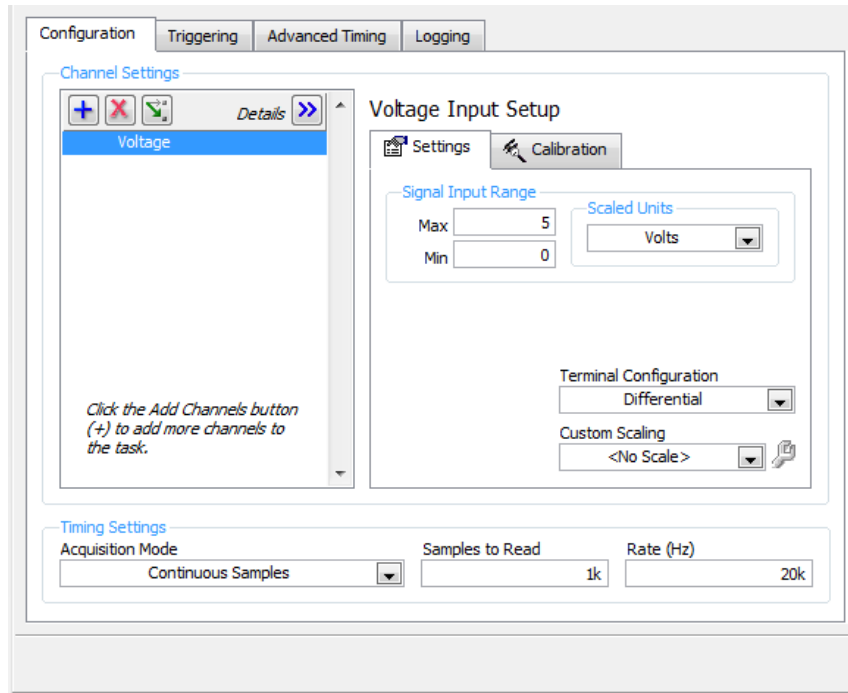 Configuration Triggering Advanced Timing Logging
Channel Settings
Details
Voltage
Click the Add Channels button
(+) to add more channels to
the task.
Voltage Input Setup
Settings Calibration
Signal Input Range
Max 5
Min 0
Scaled Units
Volts
Terminal Configuration
Differential
Custom Scaling
<No Scale>
Timing Settings
Acquisition Mode Samples to Read Rate (Hz)
Continuous Samples 1k 20k